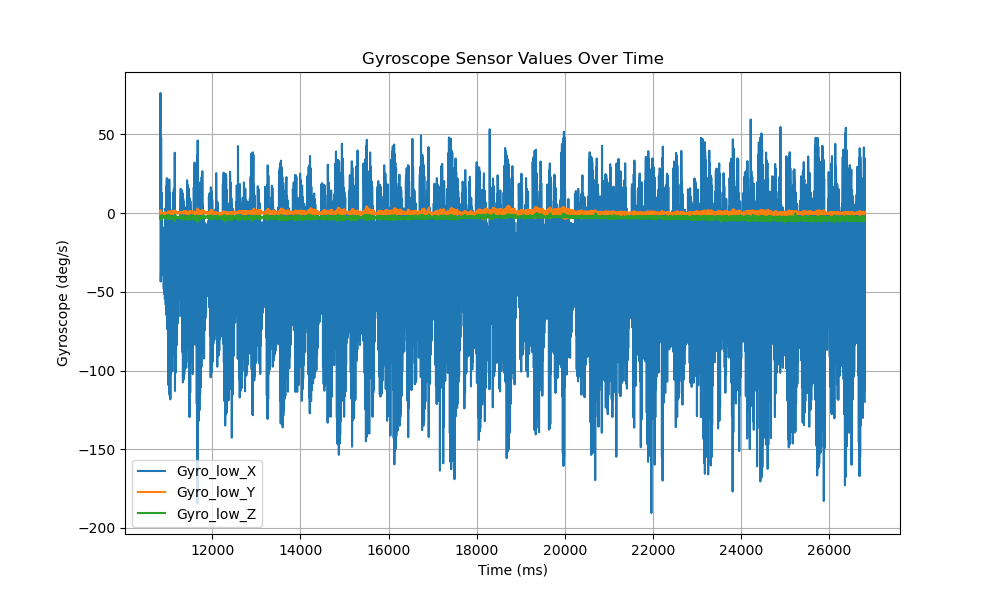 Gyroscope Sensor Values Over Time
Gyroscope (deg/s)
50
0
−50
−100
−150
−200
Gyro_low_X
Gyro_low_Y
Gyro_low_Z
12000 14000 16000 18000 20000 22000 24000 26000
Time (ms)